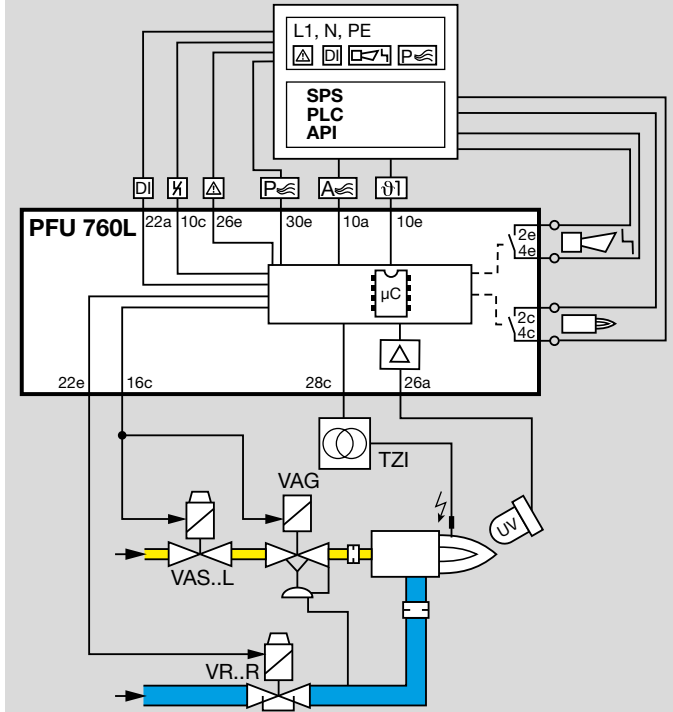 L1, N, PE
DI
P
SPS
PLC
API
DI
P
A
ϑ1
PFU 760L
22a 10c 26e 30e 10a 10e
2e
4e
µC
2c
4c
22e 16c 28c 26a
TZI
VAG
UV
VAS..L
VR..R